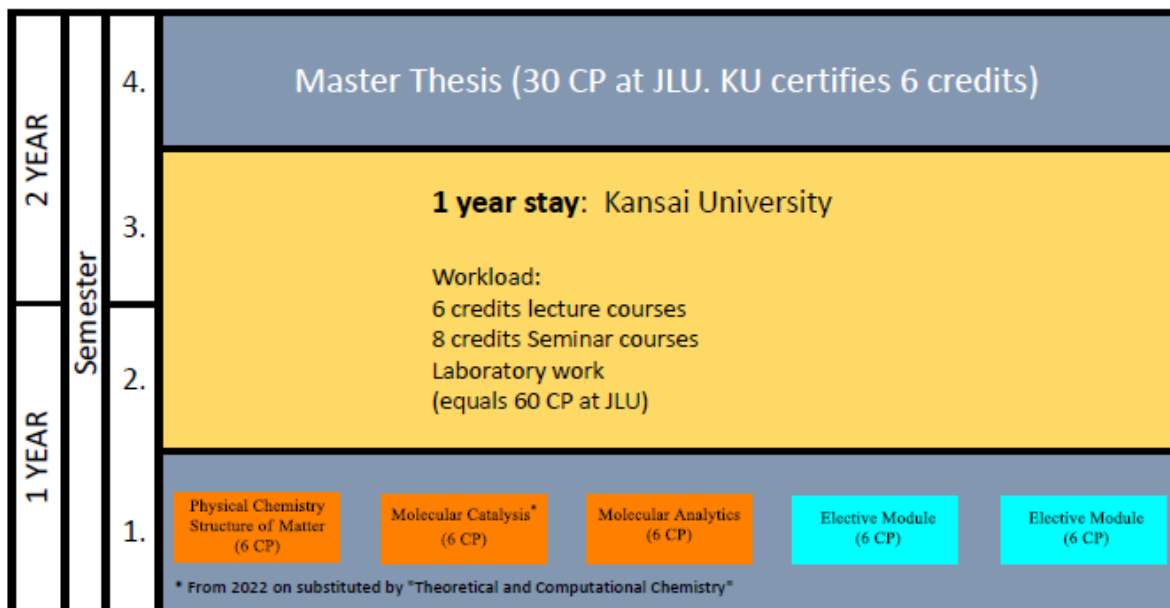 2 YEAR
1 YEAR
Semester
4.
Master Thesis (30 CP at JLU. KU certifies 6 credits)
3.
2.
1 year stay: Kansai University
Workload:
6 credits lecture courses
8 credits Seminar courses
Laboratory work
(equals 60 CP at JLU)
1.
Physical Chemistry
Structure of Matter
(6 CP)
Molecular Catalysis*
(6 CP)
Molecular Analytics
(6 CP)
Elective Module
(6 CP)
Elective Module
(6 CP)
* From 2022 on substituted by "Theoretical and Computational Chemistry"